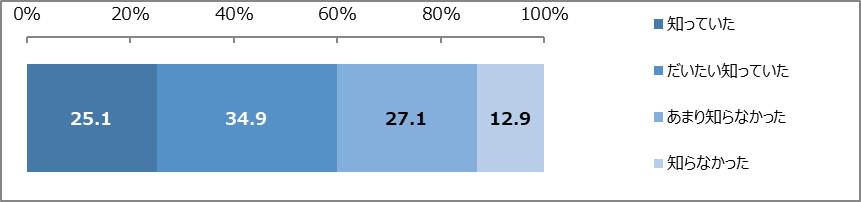 0% 20% 40% 60% 80% 100%
知っていた
だいたい知っていた
あまり知らなかった
知らなかった
25.1 34.9 27.1 12.9